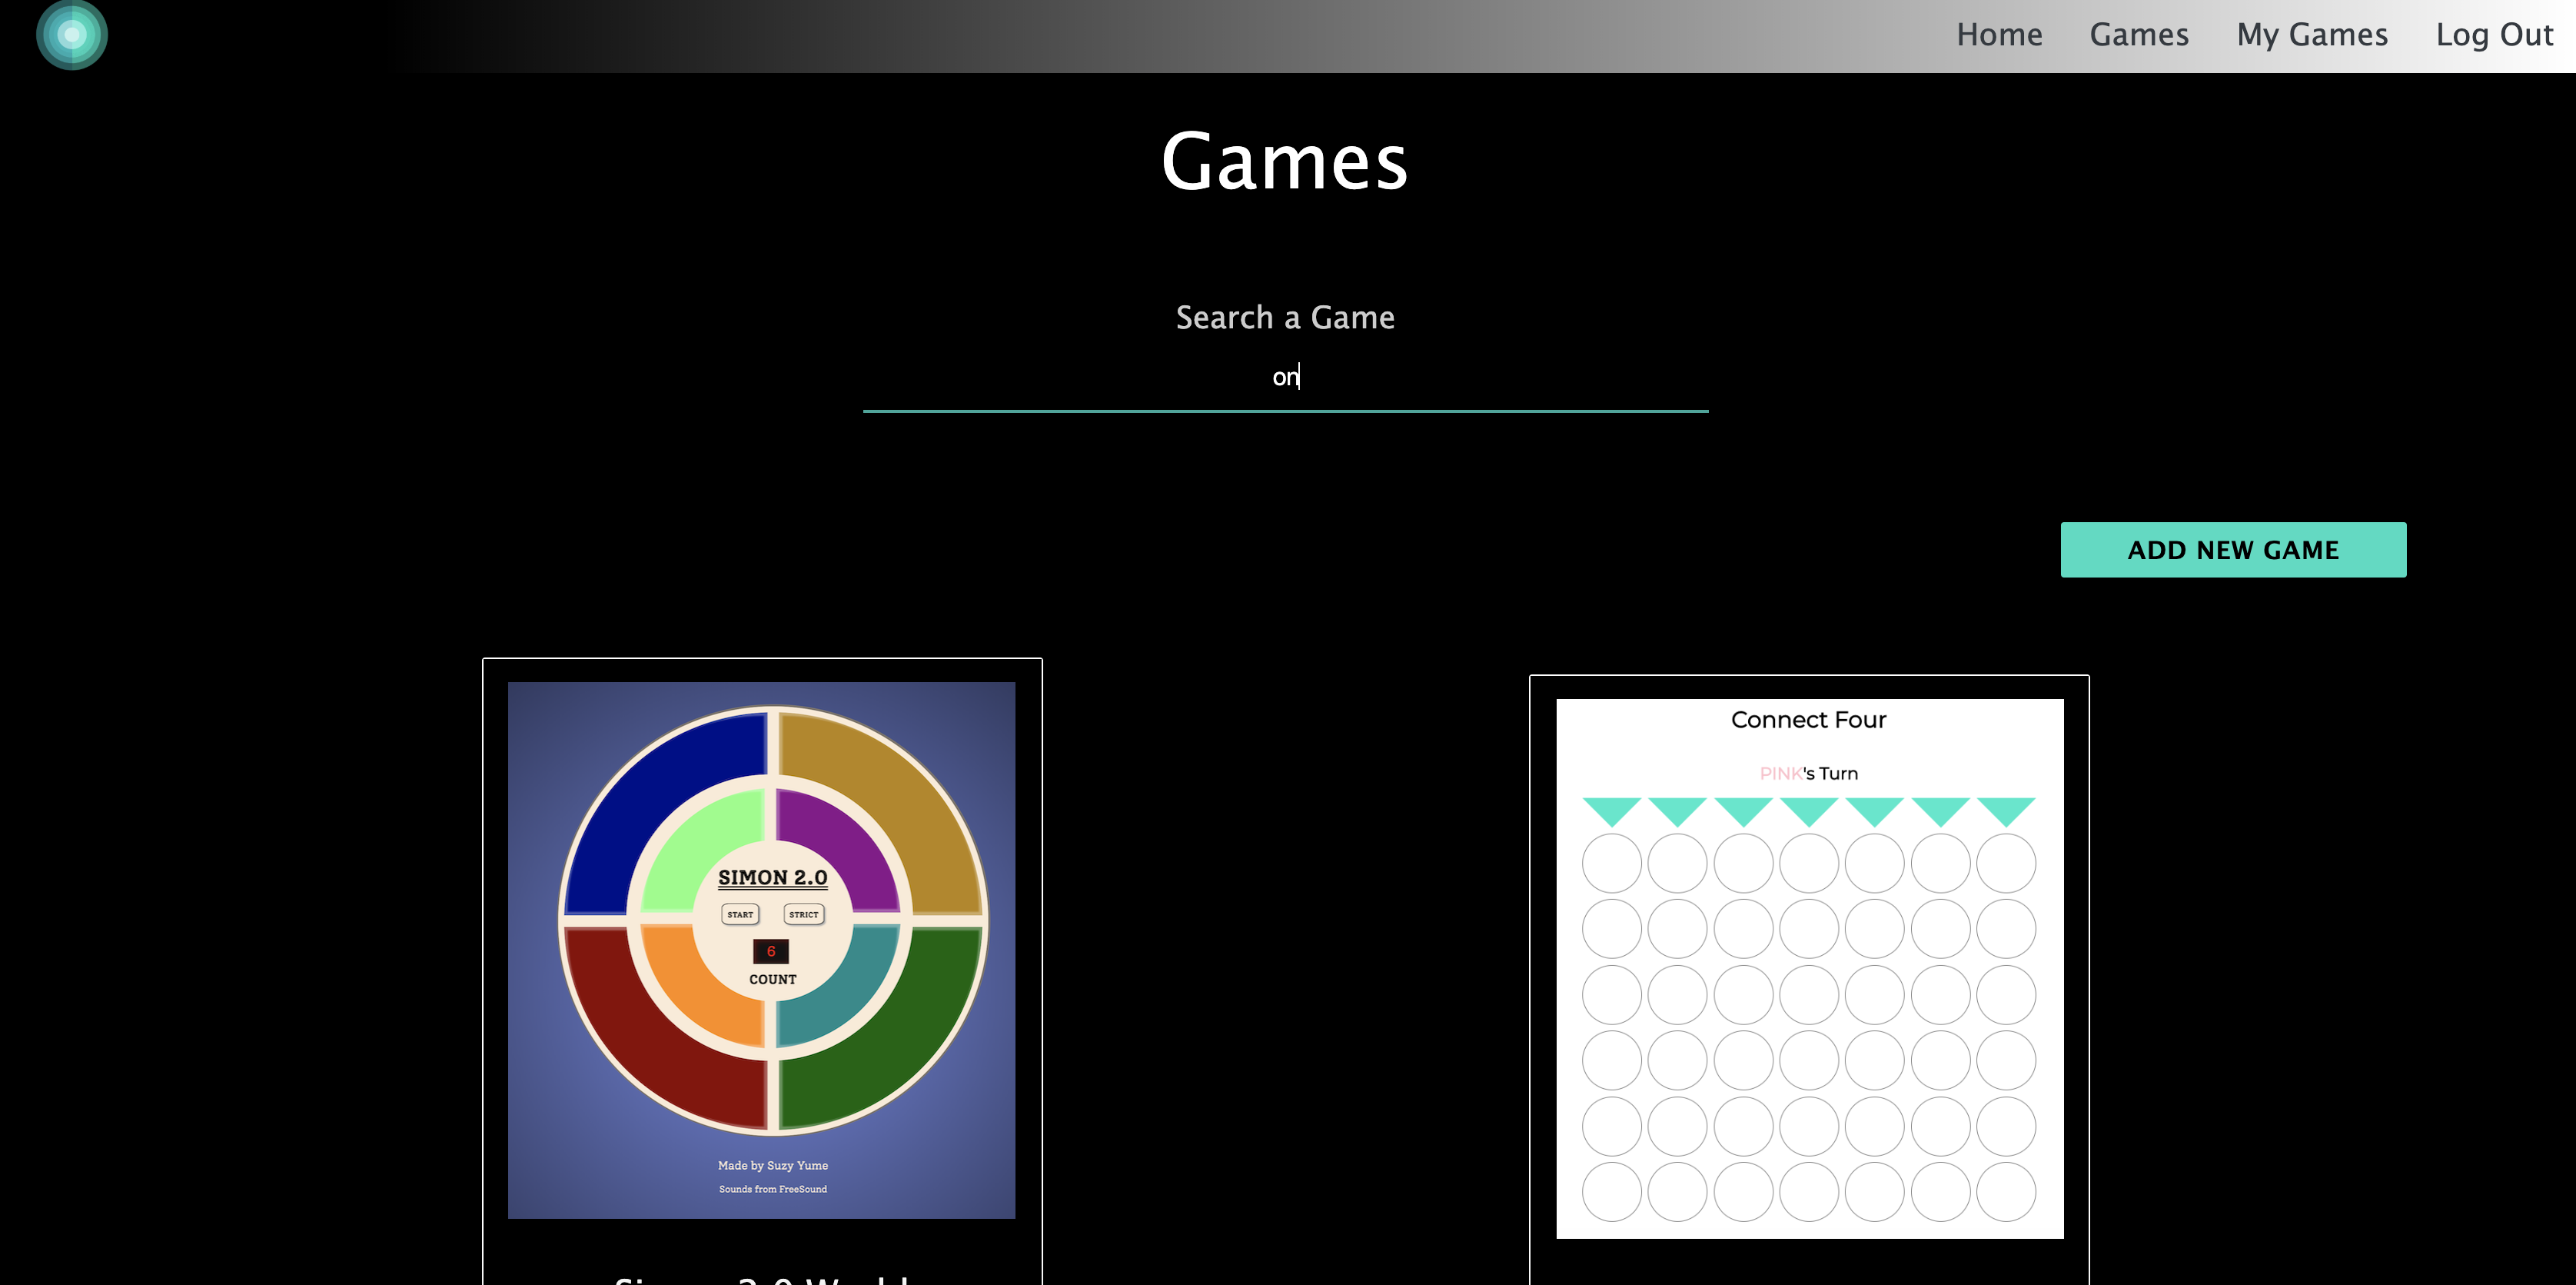 Home Games My Games Log Out
Games
Search a Game
on
ADD NEW GAME
SIMON 2.0
START STRICT
6
COUNT
Made by Suzy Yume
Sounds from FreeSound
Connect Four
PINK's Turn